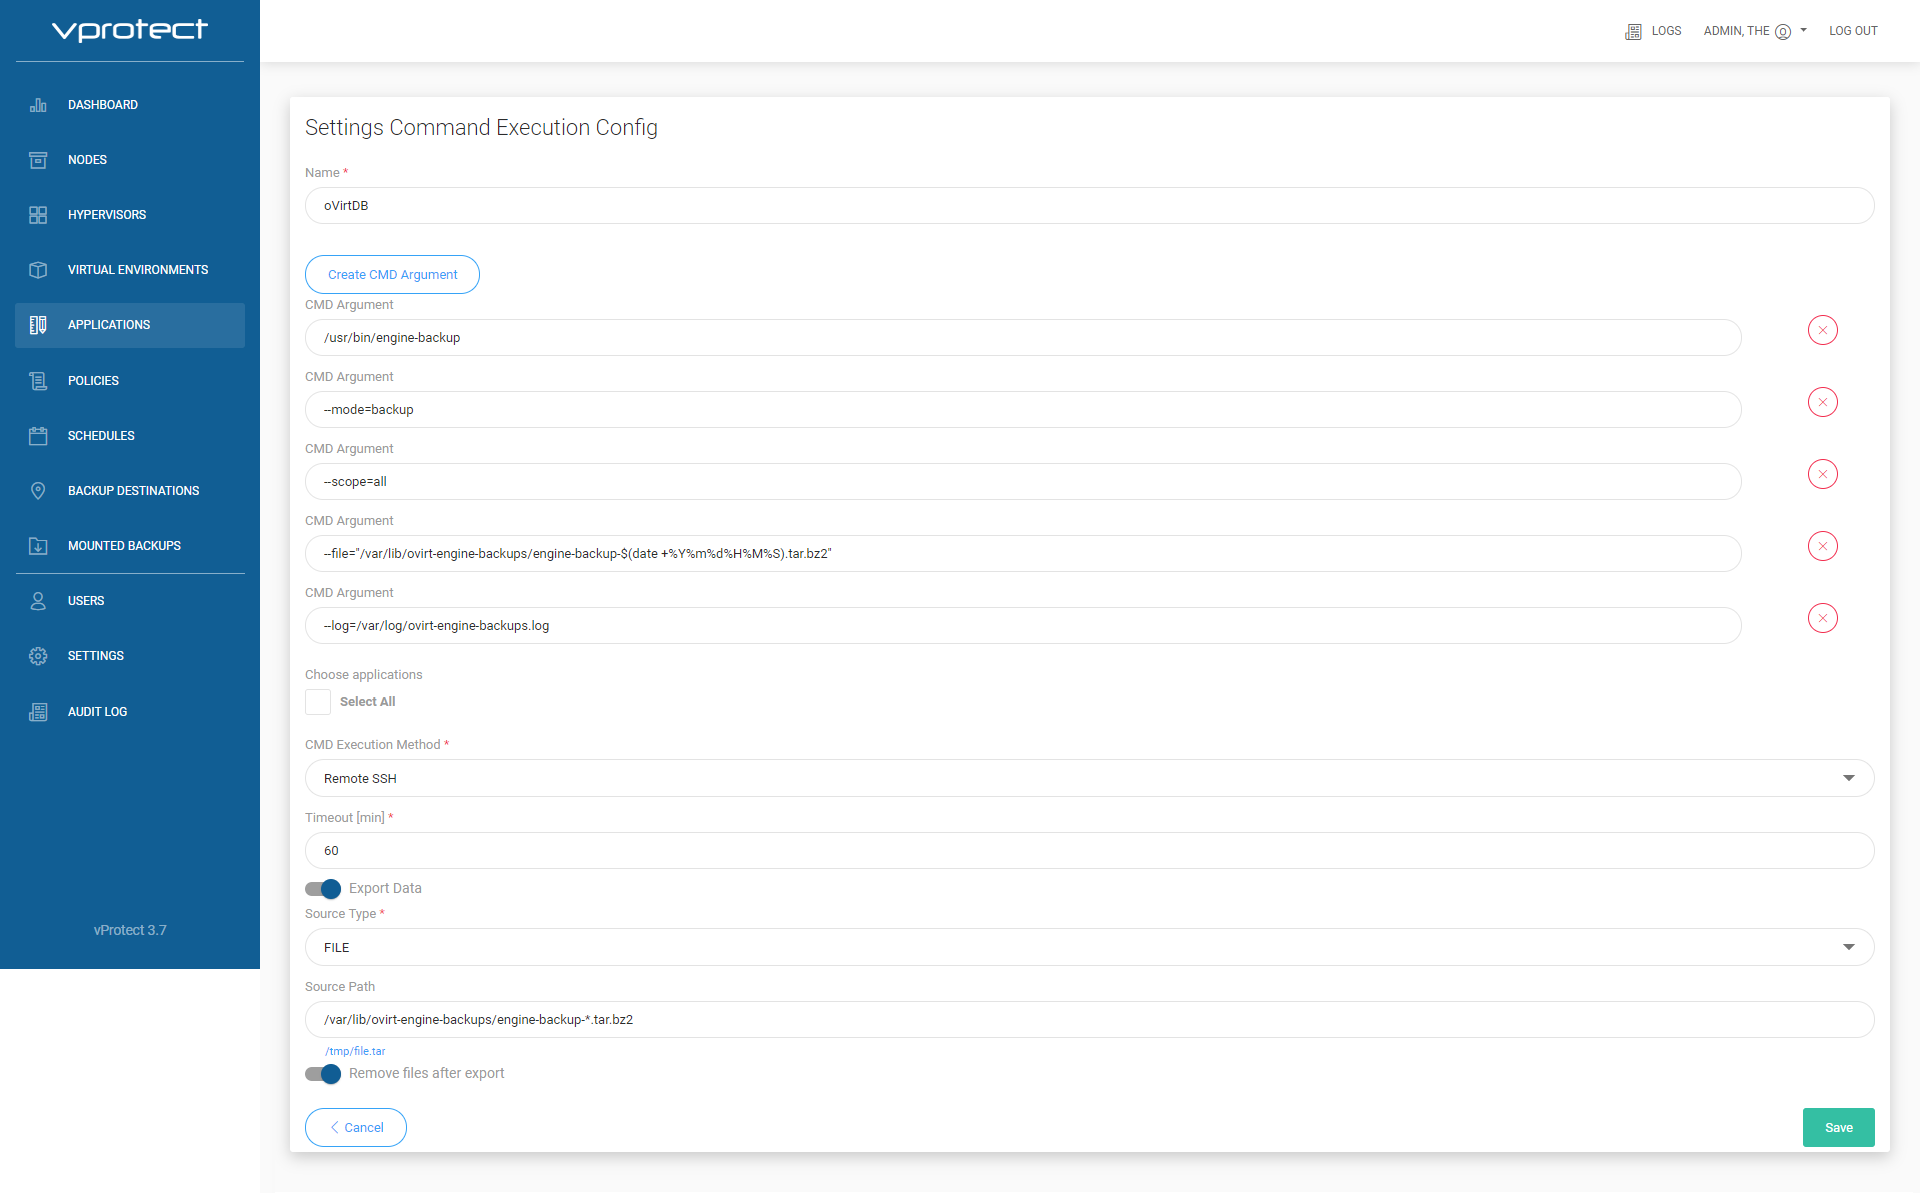 vprotect
LOGS
ADMIN, THE
LOG OUT
DASHBOARD
NODES
HYPERVISORS
VIRTUAL ENVIRONMENTS
APPLICATIONS
POLICIES
SCHEDULES
BACKUP DESTINATIONS
MOUNTED BACKUPS
USERS
SETTINGS
AUDIT LOG
vProtect 3.7
Settings Command Execution Config
Name *
oVirtDB
Create CMD Argument
CMD Argument
/usr/bin/engine-backup
CMD Argument
--mode=backup
CMD Argument
--scope=all
CMD Argument
--file="/var/lib/ovirt-engine-backups/engine-backup-$(date +%Y%m%d%H%M%S).tar.bz2"
CMD Argument
--log=/var/log/ovirt-engine-backups.log
Choose applications
Select All
CMD Execution Method *
Remote SSH
Timeout [min] *
60
Export Data
Source Type *
FILE
Source Path
/var/lib/ovirt-engine-backups/engine-backup-*.tar.bz2
/tmp/file.tar
Remove files after export
Cancel
Save